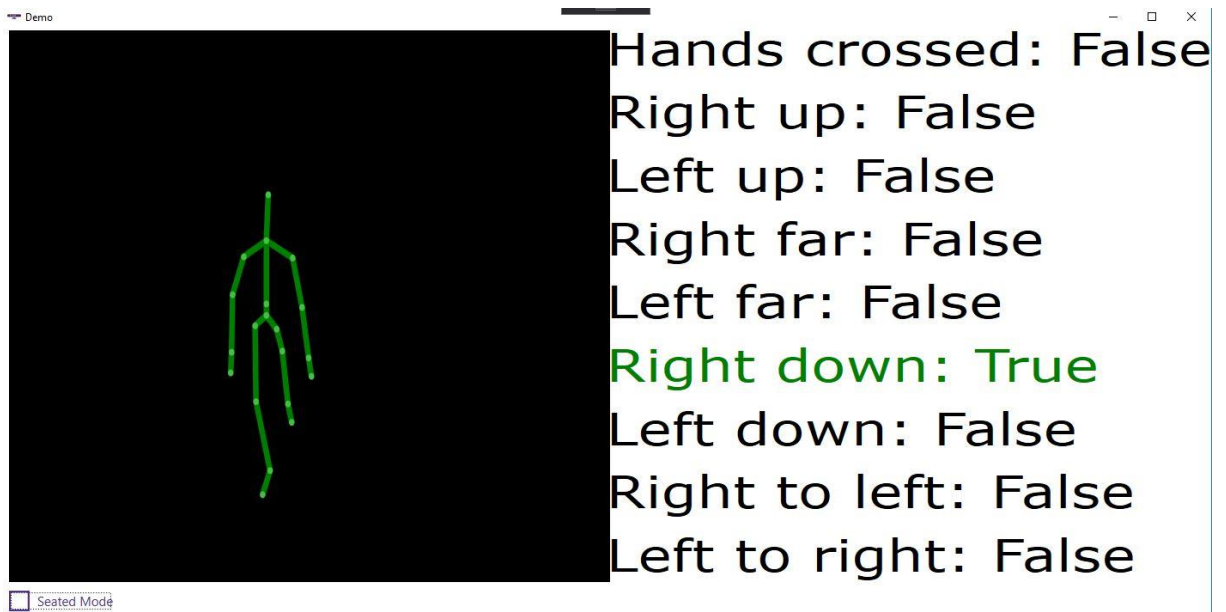 Demo
Hands crossed: False
Right up: False
Left up: False
Right far: False
Left far: False
Right down: True
Left down: False
Right to left: False
Left to right: False
Seated Mode